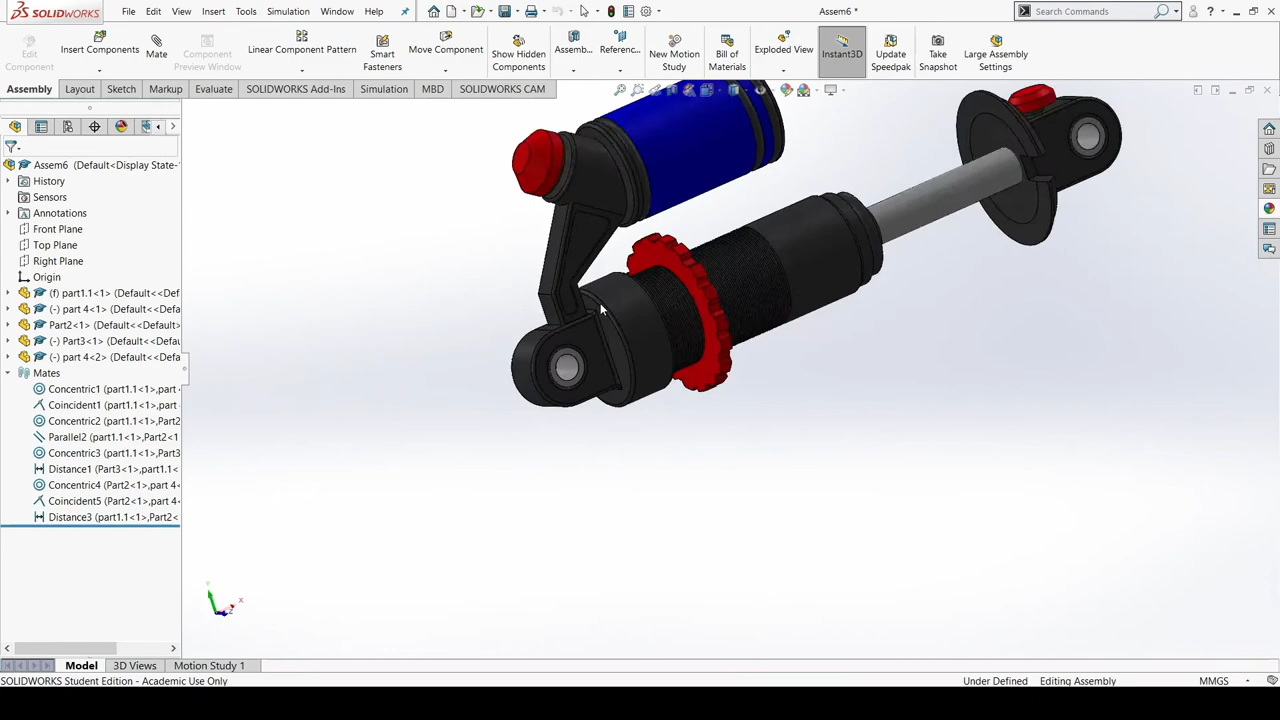 SOLIDWORKS File Edit View Insert Tools Simulation Window Help Assem6 * Search Commands
Edit Component Insert Components Mate Component Preview Window Linear Component Pattern Smart Fasteners Move Component Show Hidden Components Assemb... Referenc... New Motion Study Bill of Materials Exploded View Instant3D Update Speedpak Take Snapshot Large Assembly Settings
Assembly Layout Sketch Markup Evaluate SOLIDWORKS Add-Ins Simulation MBD SOLIDWORKS CAM
Assem6 (Default<Display State-
History
Sensors
Annotations
Front Plane
Top Plane
Right Plane
Origin
(f) part1.1<1> (Default<<Def
(-) part 4<1> (Default<<Defa
Part2<1> (Default<<Default>
(-) Part3<1> (Default<<Defa
(-) part 4<2> (Default<<Defa
Mates
Concentric1 (part1.1<1>,part
Coincident1 (part1.1<1>,part
Concentric2 (part1.1<1>,Part2
Parallel2 (part1.1<1>,Part2<1
Concentric3 (part1.1<1>,Part3
Distance1 (Part3<1>,part1.1<
Concentric4 (Part2<1>,part 4<
Coincident5 (Part2<1>,part 4<
Distance3 (part1.1<1>,Part2<
Y
X
Z
Model 3D Views Motion Study 1
SOLIDWORKS Student Edition - Academic Use Only Under Defined Editing Assembly MMGS